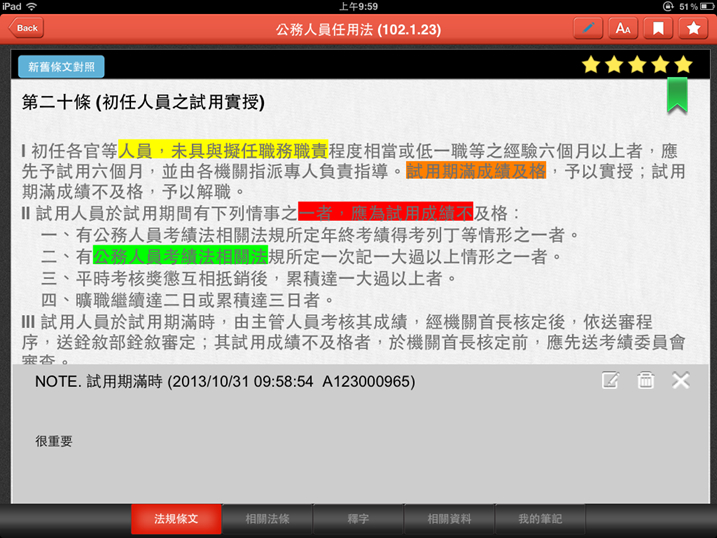 iPad 上午9:59 51%
Back 公務人員任用法 (102.1.23) AA
新舊條文對照
第二十條 (初任人員之試用實授)
I 初任各官等人員，未具與擬任職務職責程度相當或低一職等之經驗六個月以上者，應
先予試用六個月，並由各機關指派專人負責指導。試用期滿成績及格，予以實授；試用
期滿成績不及格，予以解職。
II 試用人員於試用期間有下列情事之一者，應為試用成績不及格：
一、有公務人員考績法相關法規所定年終考績得考列丁等情形之一者。
二、有公務人員考績法相關法規所定一次記一大過以上情形之一者。
三、平時考核獎懲互相抵銷後，累積達一大過以上者。
四、曠職繼續達二日或累積達三日者。
III 試用人員於試用期滿時，由主管人員考核其成績，經機關首長核定後，依送審程
序，送銓敘部銓敘審定；其試用成績不及格者，於機關首長核定前，應先送考績委員會
審查。
NOTE. 試用期滿時 (2013/10/31 09:58:54 A123000965)
很重要
法規條文 相關法條 釋字 相關資料 我的筆記